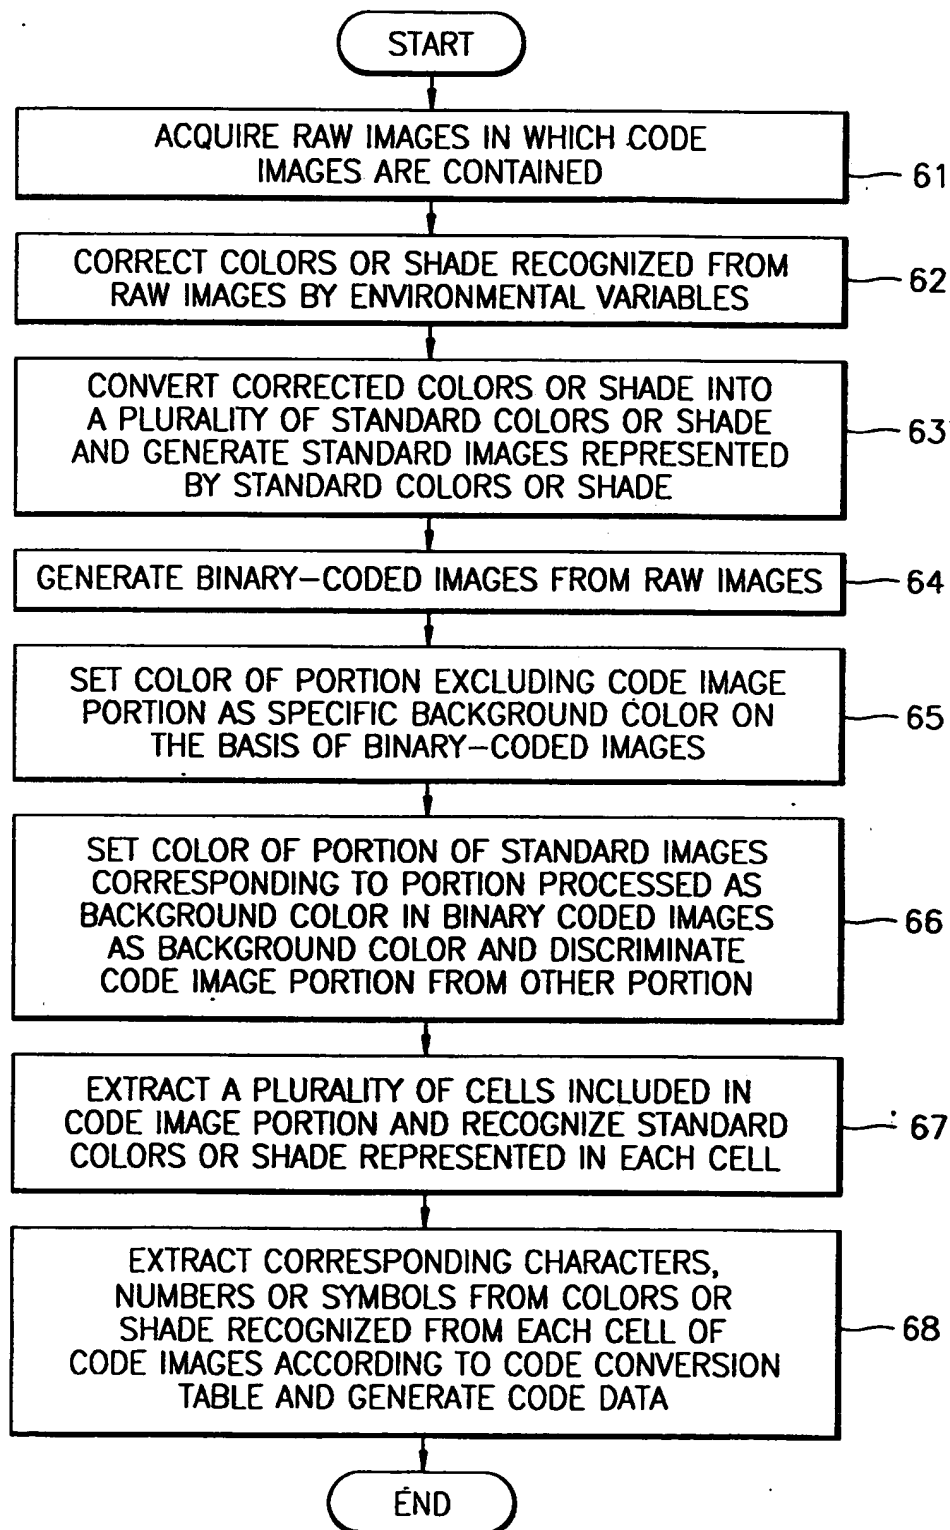 START
ACQUIRE RAW IMAGES IN WHICH CODE
IMAGES ARE CONTAINED
61
CORRECT COLORS OR SHADE RECOGNIZED FROM
RAW IMAGES BY ENVIRONMENTAL VARIABLES
62
CONVERT CORRECTED COLORS OR SHADE INTO
A PLURALITY OF STANDARD COLORS OR SHADE
AND GENERATE STANDARD IMAGES REPRESENTED
BY STANDARD COLORS OR SHADE
63
GENERATE BINARY-CODED IMAGES FROM RAW IMAGES
64
SET COLOR OF PORTION EXCLUDING CODE IMAGE
PORTION AS SPECIFIC BACKGROUND COLOR ON
THE BASIS OF BINARY-CODED IMAGES
65
SET COLOR OF PORTION OF STANDARD IMAGES
CORRESPONDING TO PORTION PROCESSED AS
BACKGROUND COLOR IN BINARY CODED IMAGES
AS BACKGROUND COLOR AND DISCRIMINATE
CODE IMAGE PORTION FROM OTHER PORTION
66
EXTRACT A PLURALITY OF CELLS INCLUDED IN
CODE IMAGE PORTION AND RECOGNIZE STANDARD
COLORS OR SHADE REPRESENTED IN EACH CELL
67
EXTRACT CORRESPONDING CHARACTERS,
NUMBERS OR SYMBOLS FROM COLORS OR
SHADE RECOGNIZED FROM EACH CELL OF
CODE IMAGES ACCORDING TO CODE CONVERSION
TABLE AND GENERATE CODE DATA
68
END